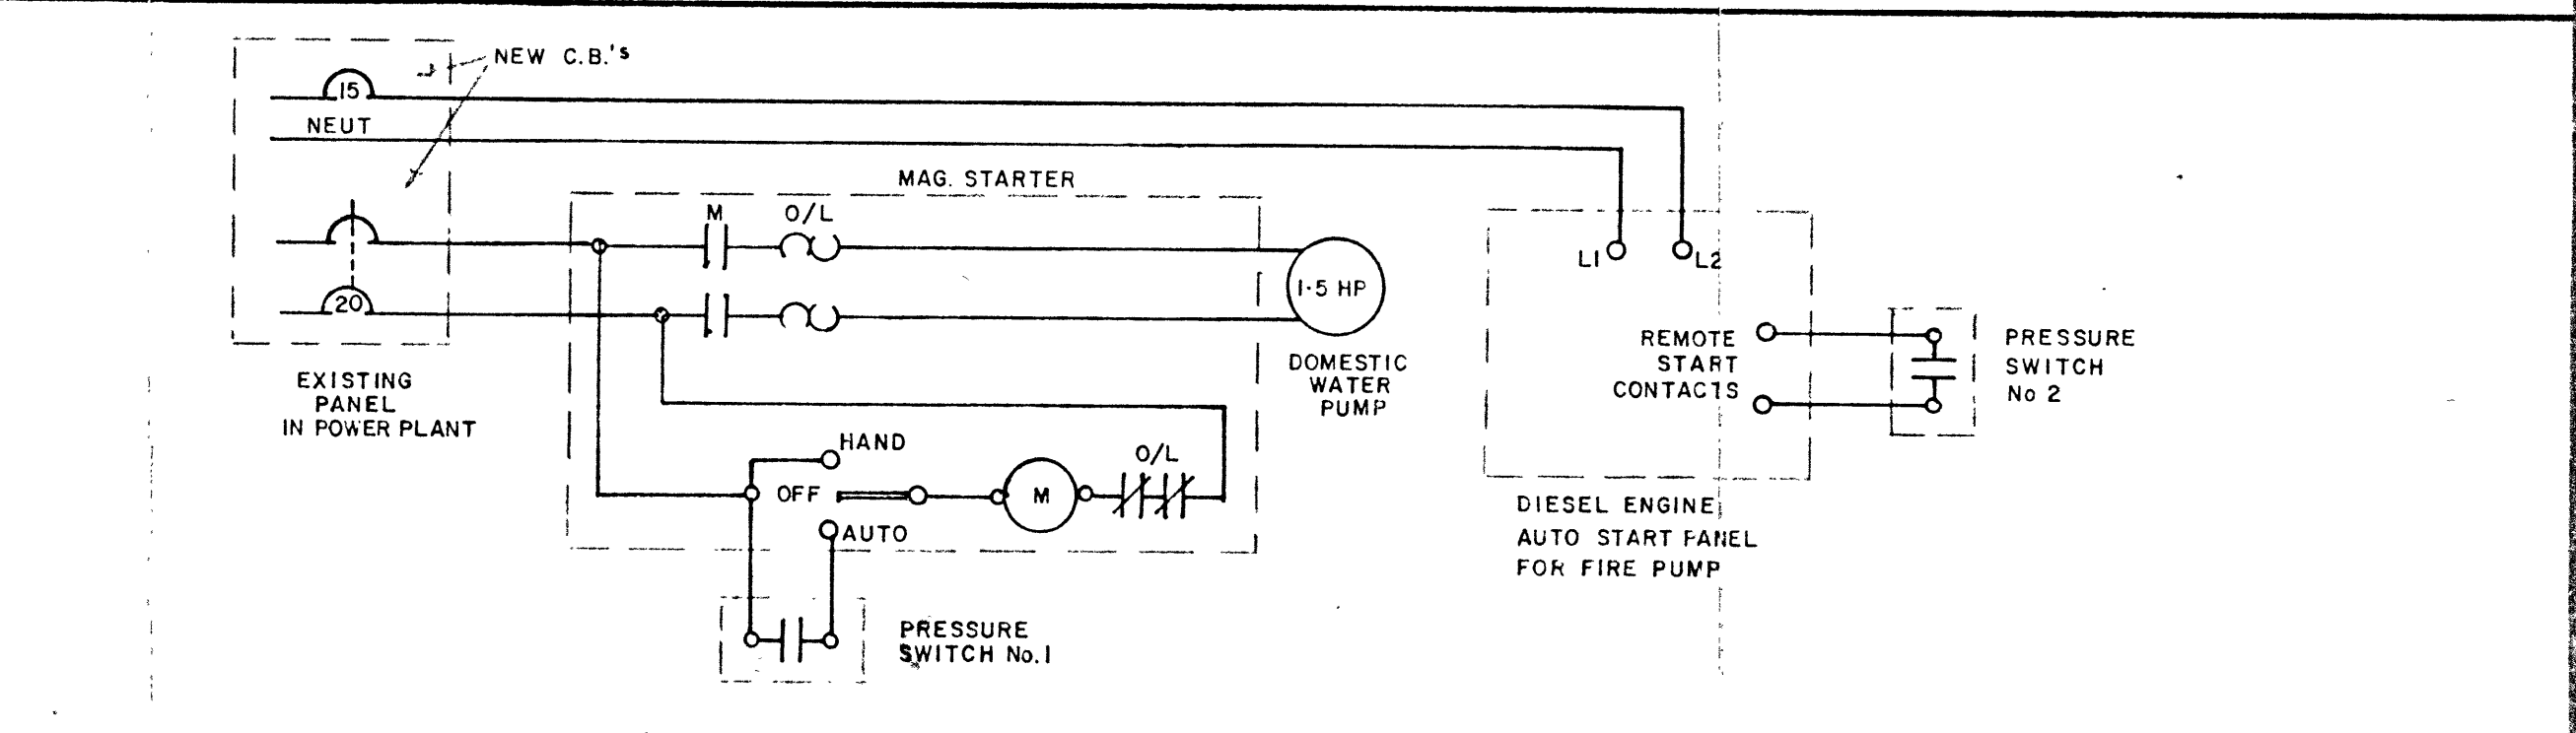 NEW C.B.'s
15
NEUT
MAG. STARTER
M
O/L
20
1·5 HP
L1
L2
EXISTING
PANEL
IN POWER PLANT
DOMESTIC
WATER
PUMP
REMOTE
START
CONTACTS
PRESSURE
SWITCH
No 2
HAND
OFF
AUTO
M
O/L
DIESEL ENGINE
AUTO START PANEL
FOR FIRE PUMP
PRESSURE
SWITCH No. 1